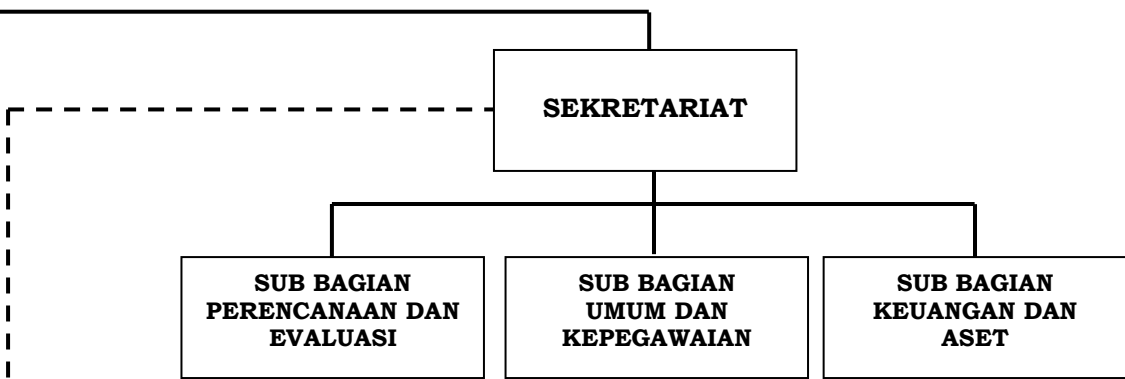 SEKRETARIAT
SUB BAGIAN
PERENCANAAN DAN
EVALUASI
SUB BAGIAN
UMUM DAN
KEPEGAWAIAN
SUB BAGIAN
KEUANGAN DAN
ASET